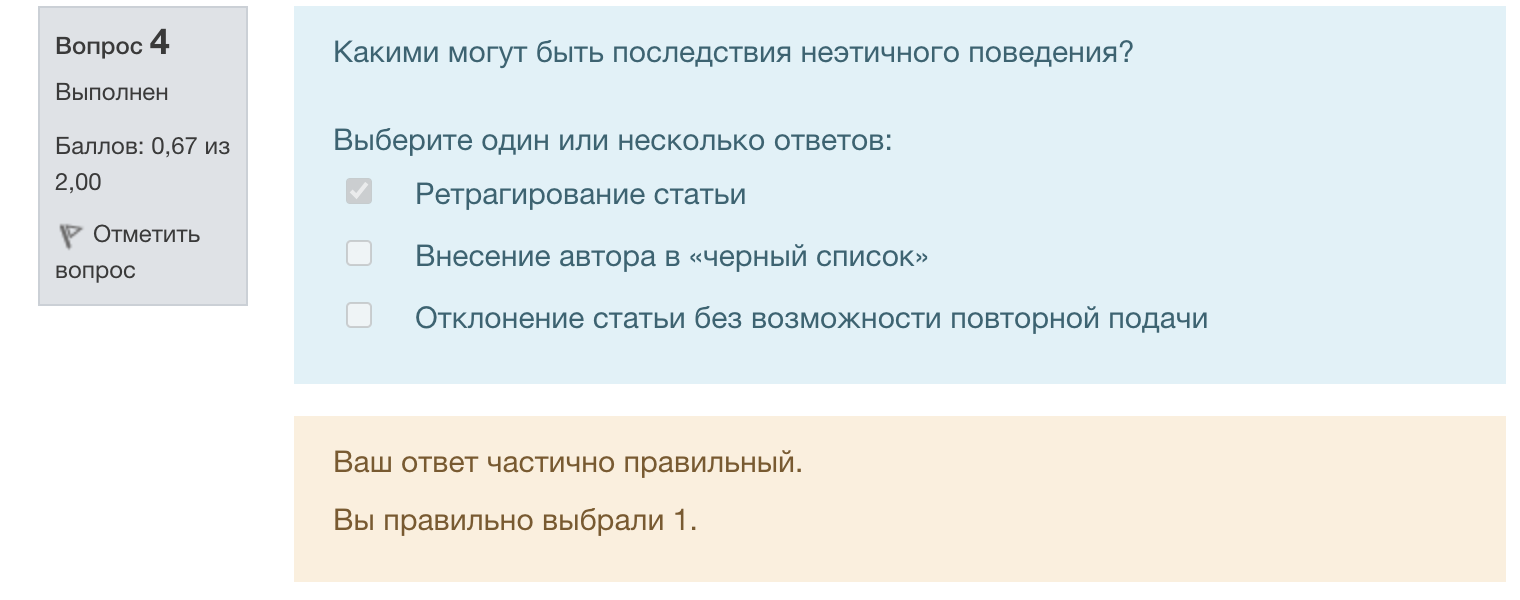 Вопрос 4
Выполнен
Баллов: 0,67 из
2,00
Отметить
вопрос
Какими могут быть последствия неэтичного поведения?
Выберите один или несколько ответов:
Ретрагирование статьи
Внесение автора в «черный список»
Отклонение статьи без возможности повторной подачи
Ваш ответ частично правильный.
Вы правильно выбрали 1.